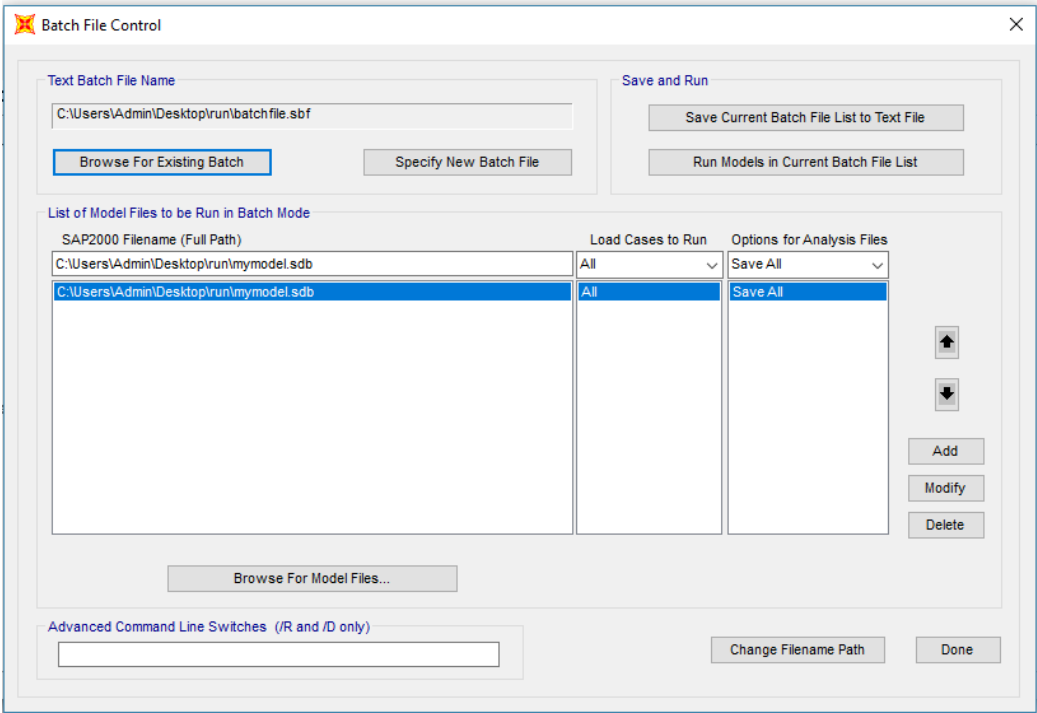 Batch File Control
Text Batch File Name
Save and Run
C:\Users\Admin\Desktop\run\batchfile.sbf
Save Current Batch File List to Text File
Browse For Existing Batch
Specify New Batch File
Run Models in Current Batch File List
List of Model Files to be Run in Batch Mode
SAP2000 Filename (Full Path)
Load Cases to Run
Options for Analysis Files
C:\Users\Admin\Desktop\run\mymodel.sdb
All
Save All
C:\Users\Admin\Desktop\run\mymodel.sdb
All
Save All
Add
Modify
Delete
Browse For Model Files...
Advanced Command Line Switches (/R and /D only)
Change Filename Path
Done